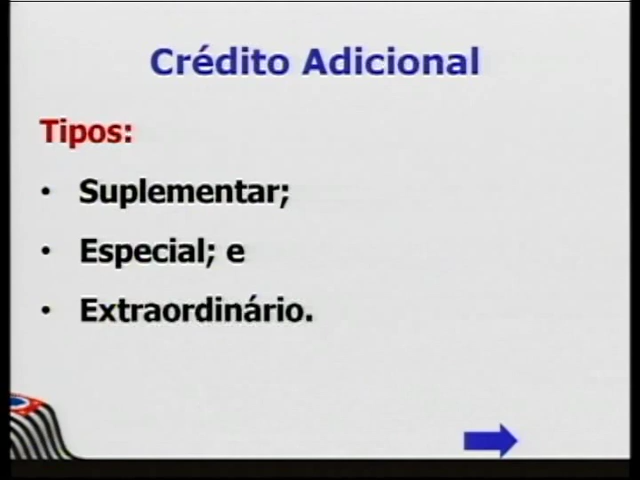 Crédito Adicional
Tipos:
• Suplementar;
• Especial; e
• Extraordinário.